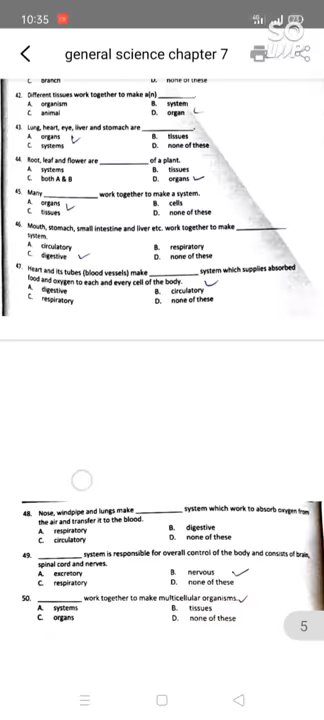 10:35
general science chapter 7
C. branch D. none of these
42. Different tissues work together to make a(n)
A. organism B. system
C. animal D. organ
43. Lung, heart, eye, liver and stomach are
A. organs B. tissues
C. systems D. none of these
44. Root, leaf and flower are of a plant.
A. systems B. tissues
C. both A & B D. organs
45. Many work together to make a system.
A. organs B. cells
C. tissues D. none of these
46. Mouth, stomach, small intestine and liver etc. work together to make
system.
A. circulatory B. respiratory
C. digestive D. none of these
47. Heart and its tubes (blood vessels) make system which supplies absorbed
food and oxygen to each and every cell of the body.
A. digestive B. circulatory
C. respiratory D. none of these
48. Nose, windpipe and lungs make system which work to absorb oxygen from
the air and transfer it to the blood.
A. respiratory B. digestive
C. circulatory D. none of these
49. system is responsible for overall control of the body and consists of brain,
spinal cord and nerves.
A. excretory B. nervous
C. respiratory D. none of these
50. work together to make multicellular organisms.
A. systems B. tissues
C. organs D. none of these
5